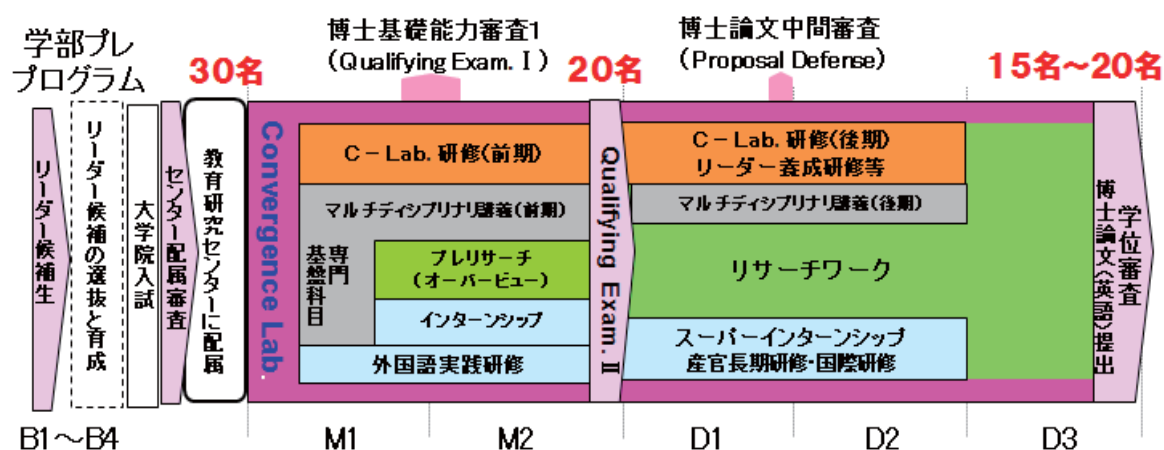 学部プレ
プログラム
30名
博士基礎能力審査1
(Qualifying Exam. I)
20名
博士論文中間審査
(Proposal Defense)
15名～20名
リーダー候補生
リーダー候補の選抜と育成
大学院入試
センター配属審査
教育研究センターに配属
Convergence Lab.
C－Lab. 研修(前期)
マルチディシプリナリ講義(前期)
専門
基盤科目
プレリサーチ
(オーバービュー)
インターンシップ
外国語実践研修
Qualifying Exam. Ⅱ
C－Lab. 研修(後期)
リーダー養成研修等
マルチディシプリナリ講義(後期)
リサーチワーク
スーパーインターンシップ
産官長期研修・国際研修
学位審査
博士論文(英語)提出
B1～B4
M1
M2
D1
D2
D3